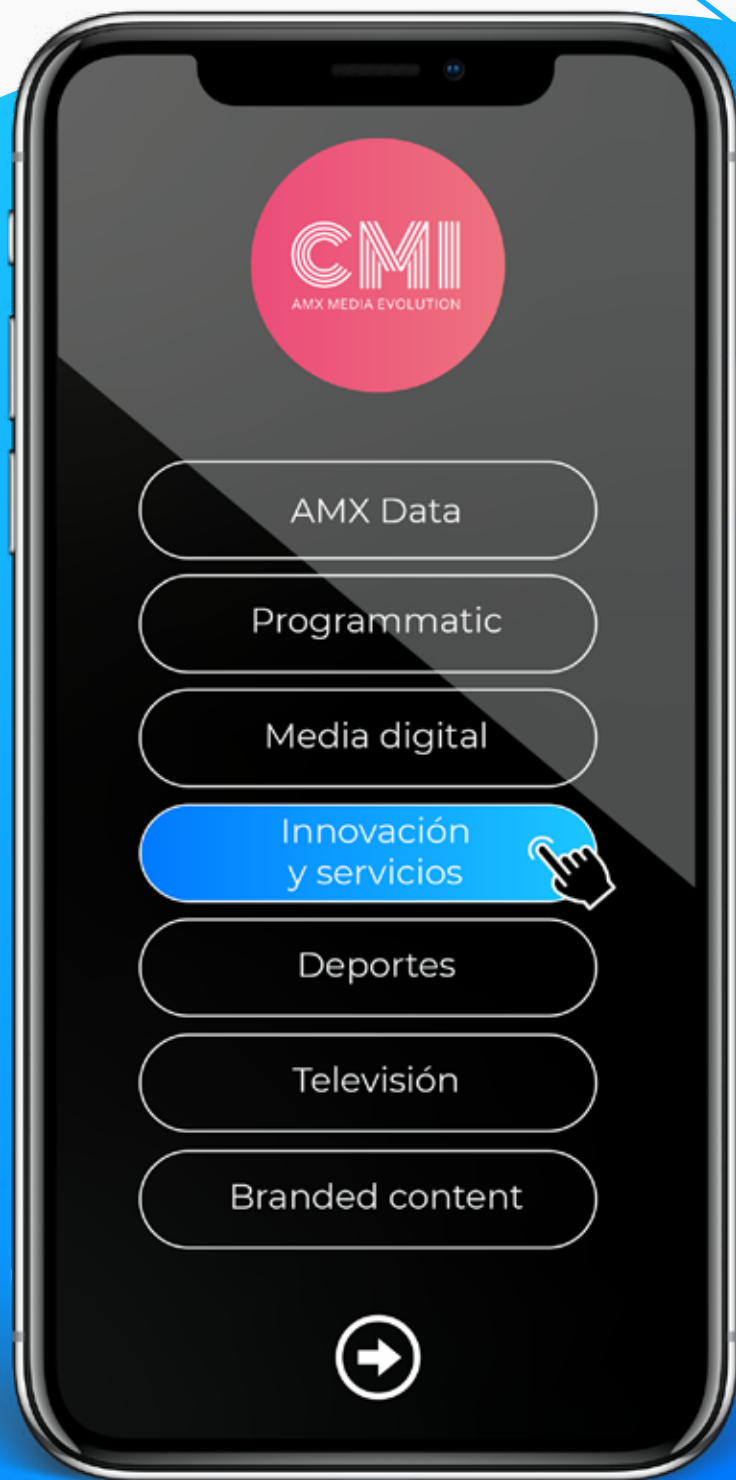 CMI
AMX MEDIA EVOLUTION
AMX Data
Programmatic
Media digital
Innovación
y servicios
Deportes
Televisión
Branded content